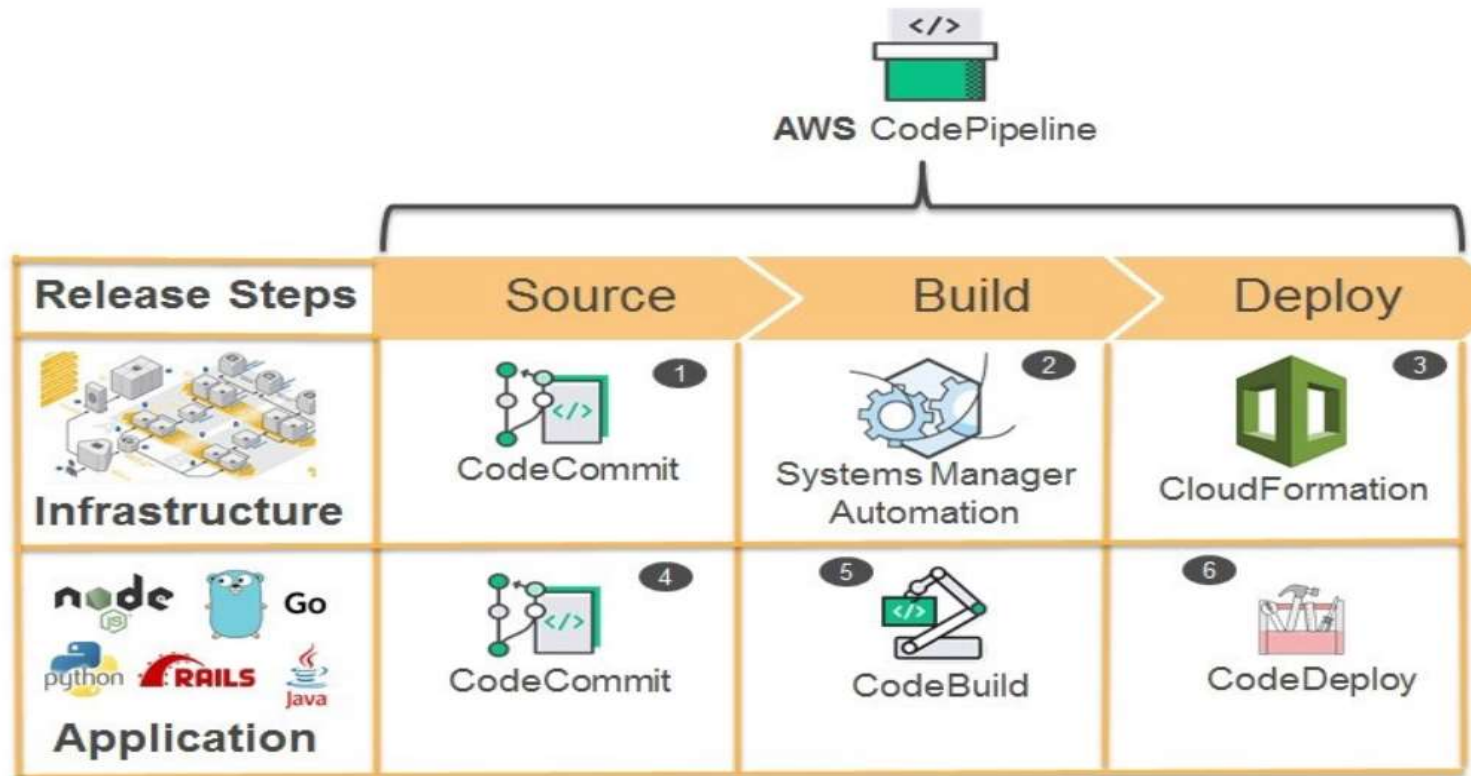 </>
AWS CodePipeline
Release Steps
Source
Build
Deploy
Infrastructure
1
</>
CodeCommit
2
Systems Manager
Automation
3
CloudFormation
node
JS
Go
python
RAILS
Java
Application
4
</>
CodeCommit
5
</>
CodeBuild
6
CodeDeploy